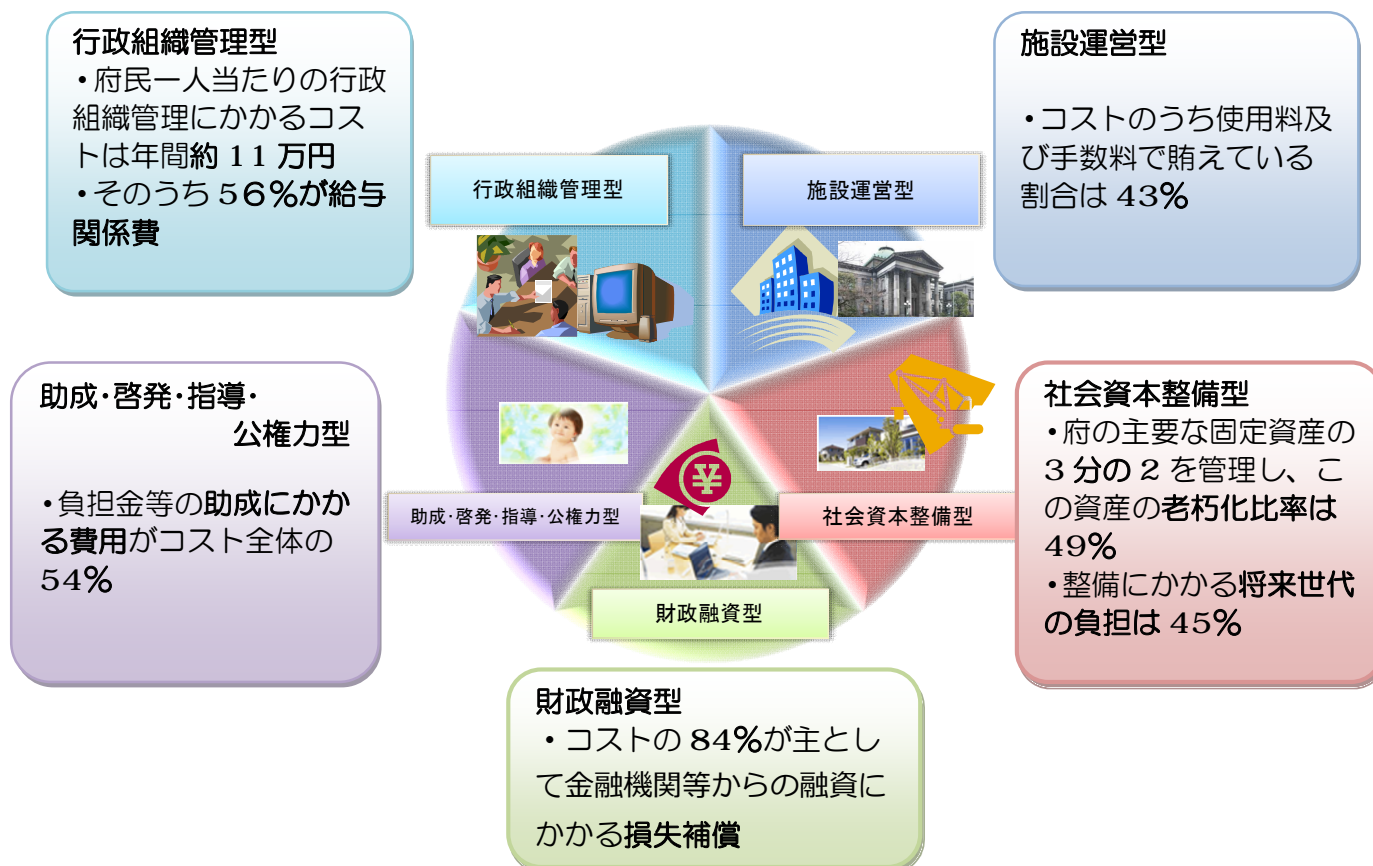 行政組織管理型
・府民一人当たりの行政
組織管理にかかるコス
トは年間約 11 万円
・そのうち 56%が給与
関係費
施設運営型
・コストのうち使用料及
び手数料で賄えている
割合は 43%
行政組織管理型
施設運営型
助成・啓発・指導・
公権力型
・負担金等の助成にかか
る費用がコスト全体の
54%
社会資本整備型
・府の主要な固定資産の
3 分の 2 を管理し、こ
の資産の老朽化比率は
49%
・整備にかかる将来世代
の負担は 45%
¥
助成・啓発・指導・公権力型
社会資本整備型
財政融資型
財政融資型
・コストの 84%が主とし
て金融機関等からの融資に
かかる損失補償